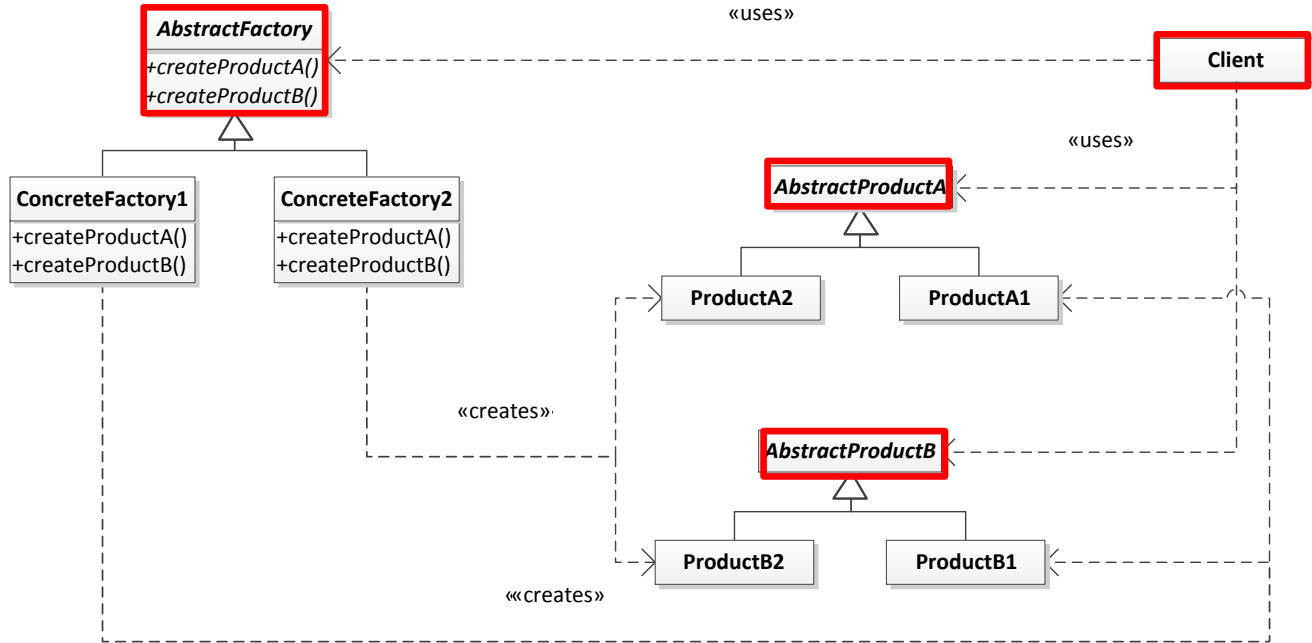 «uses»
AbstractFactory
+createProductA()
+createProductB()
Client
«uses»
AbstractProductA
ConcreteFactory1
+createProductA()
+createProductB()
ConcreteFactory2
+createProductA()
+createProductB()
ProductA2
ProductA1
«creates»
AbstractProductB
ProductB2
ProductB1
««creates»